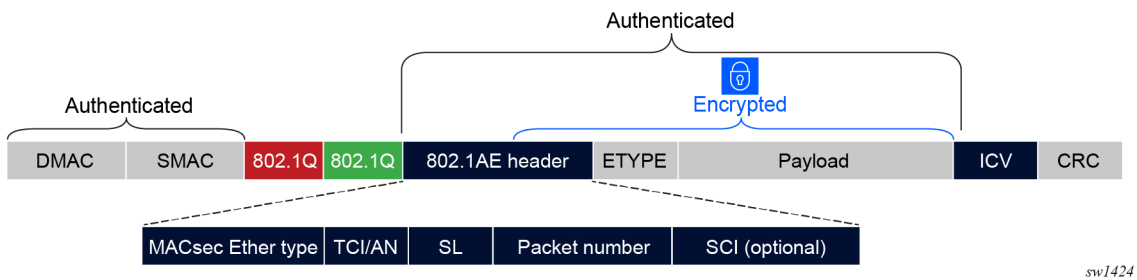 Authenticated
Encrypted
Authenticated
DMAC SMAC 802.1Q 802.1Q 802.1AE header ETYPE Payload ICV CRC
MACsec Ether type TCI/AN SL Packet number SCI (optional)
sw1424